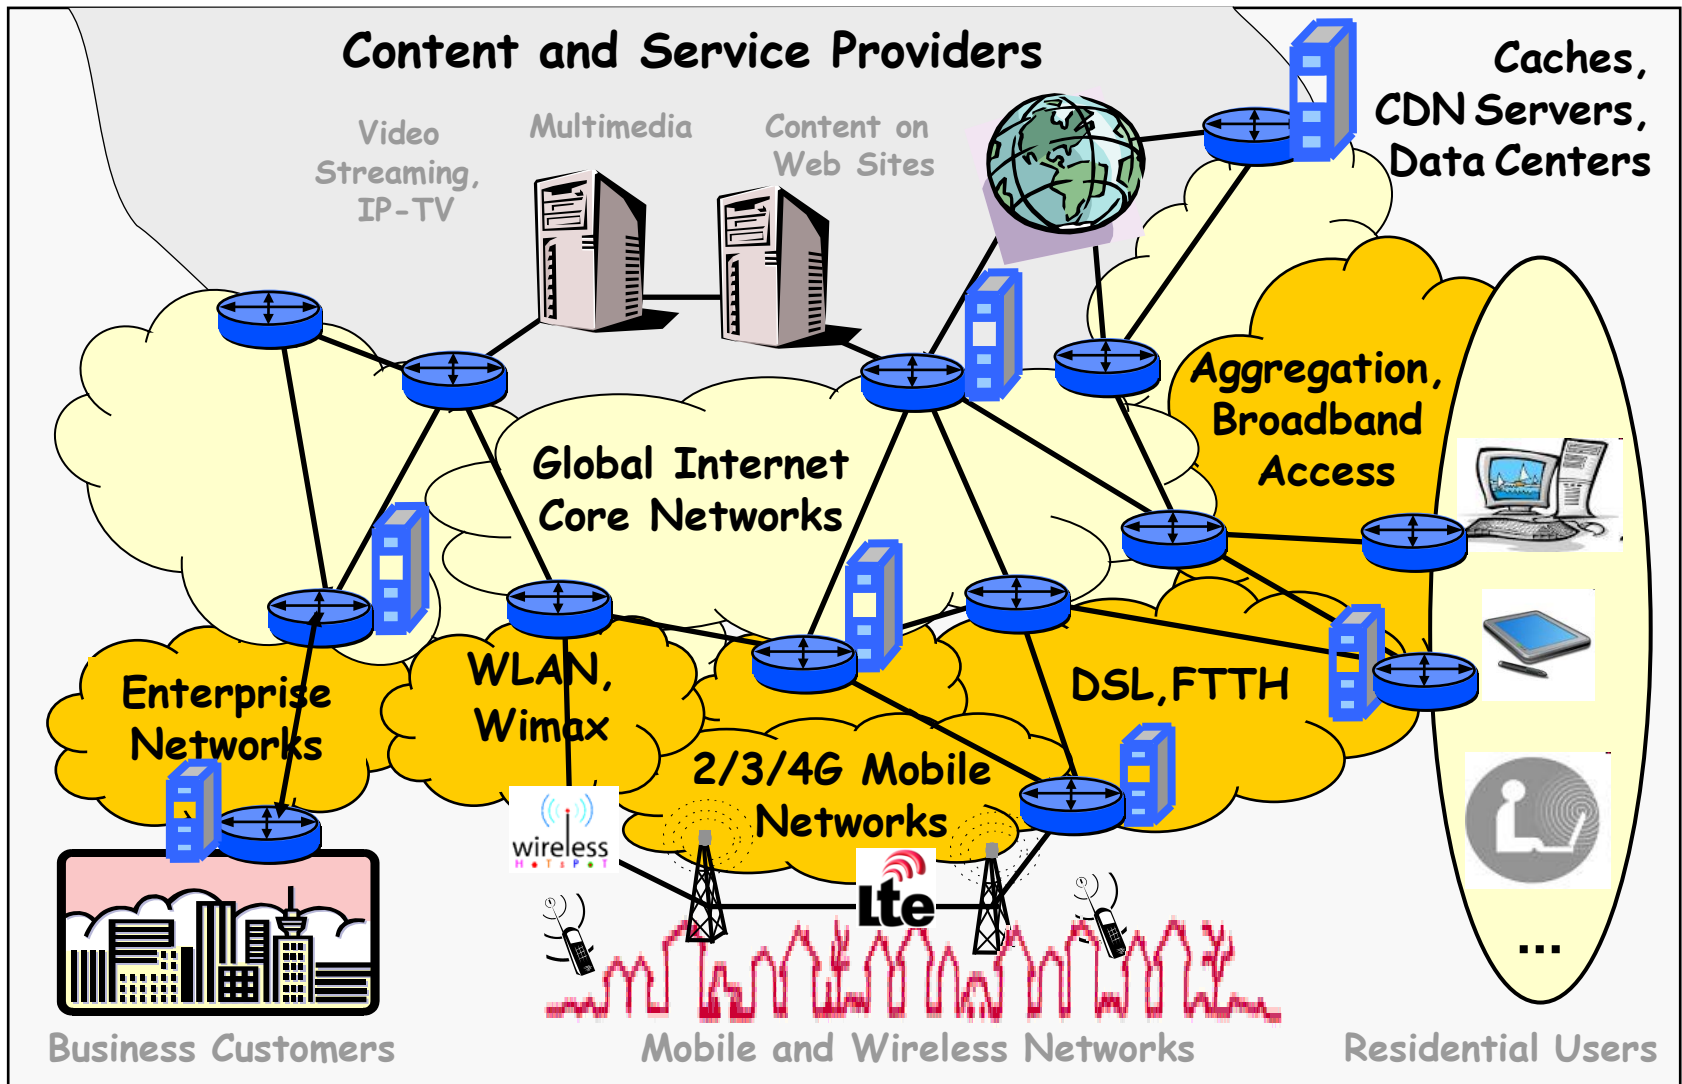 Content and Service Providers
Caches,
CDN Servers,
Data Centers
Video
Streaming,
IP-TV
Multimedia
Content on
Web Sites
Aggregation,
Broadband
Access
Global Internet
Core Networks
Enterprise
Networks
WLAN,
Wimax
DSL,FTTH
2/3/4G Mobile
Networks
wireless
HOTSPOT
Lte
...
Business Customers
Mobile and Wireless Networks
Residential Users